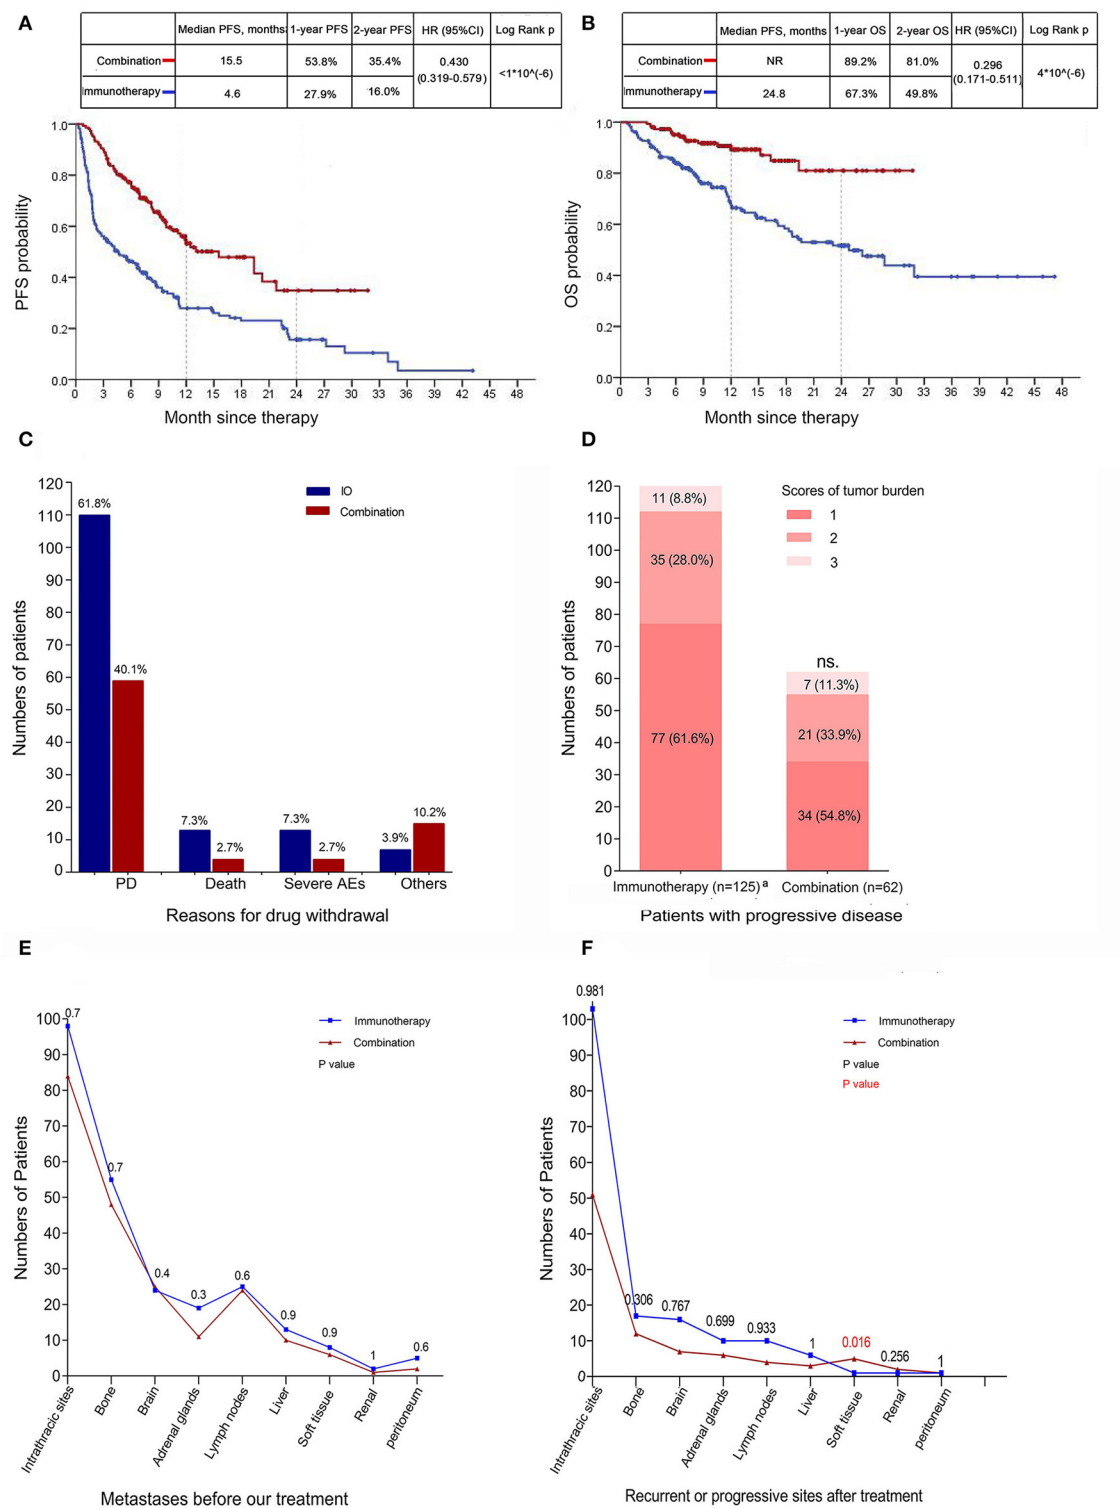 A
Median PFS, months 1-year PFS 2-year PFS HR (95%CI) Log Rank p
Combination 15.5 53.8% 35.4% 0.430 (0.319-0.579) <1*10^(-6)
Immunotherapy 4.6 27.9% 16.0%
1.0
0.8
0.6
0.4
0.2
0.0
PFS probability
0 3 6 9 12 15 18 21 24 27 30 33 36 39 42 45 48
Month since therapy
B
Median PFS, months 1-year OS 2-year OS HR (95%CI) Log Rank p
Combination NR 89.2% 81.0% 0.296 (0.171-0.511) 4*10^(-6)
Immunotherapy 24.8 67.3% 49.8%
1.0
0.8
0.6
0.4
0.2
0.0
OS probability
0 3 6 9 12 15 18 21 24 27 30 33 36 39 42 45 48
Month since therapy
C
120
110
100
90
80
70
60
50
40
30
20
10
0
Numbers of patients
IO
Combination
61.8%
40.1%
7.3%
2.7%
7.3%
2.7%
3.9%
10.2%
PD Death Severe AEs Others
Reasons for drug withdrawal
D
120
110
100
90
80
70
60
50
40
30
20
10
0
Numbers of patients
Scores of tumor burden
1
2
3
11 (8.8%)
35 (28.0%)
77 (61.6%)
ns.
7 (11.3%)
21 (33.9%)
34 (54.8%)
Immunotherapy (n=125) a Combination (n=62)
Patients with progressive disease
E
100
90
80
70
60
50
40
30
20
10
0
Numbers of Patients
Immunotherapy
Combination
P value
0.7
0.7
0.4
0.3
0.6
0.9
0.9
1
0.6
Intrathracic sites
Bone
Brain
Adrenal glands
Lymph nodes
Liver
Soft tissue
Renal
peritoneum
Metastases before our treatment
F
100
90
80
70
60
50
40
30
20
10
0
Numbers of Patients
Immunotherapy
Combination
P value
P value
0.981
0.306
0.767
0.699
0.933
1
0.016
0.256
1
Intrathracic sites
Bone
Brain
Adrenal glands
Lymph nodes
Liver
Soft tissue
Renal
peritoneum
Recurrent or progressive sites after treatment